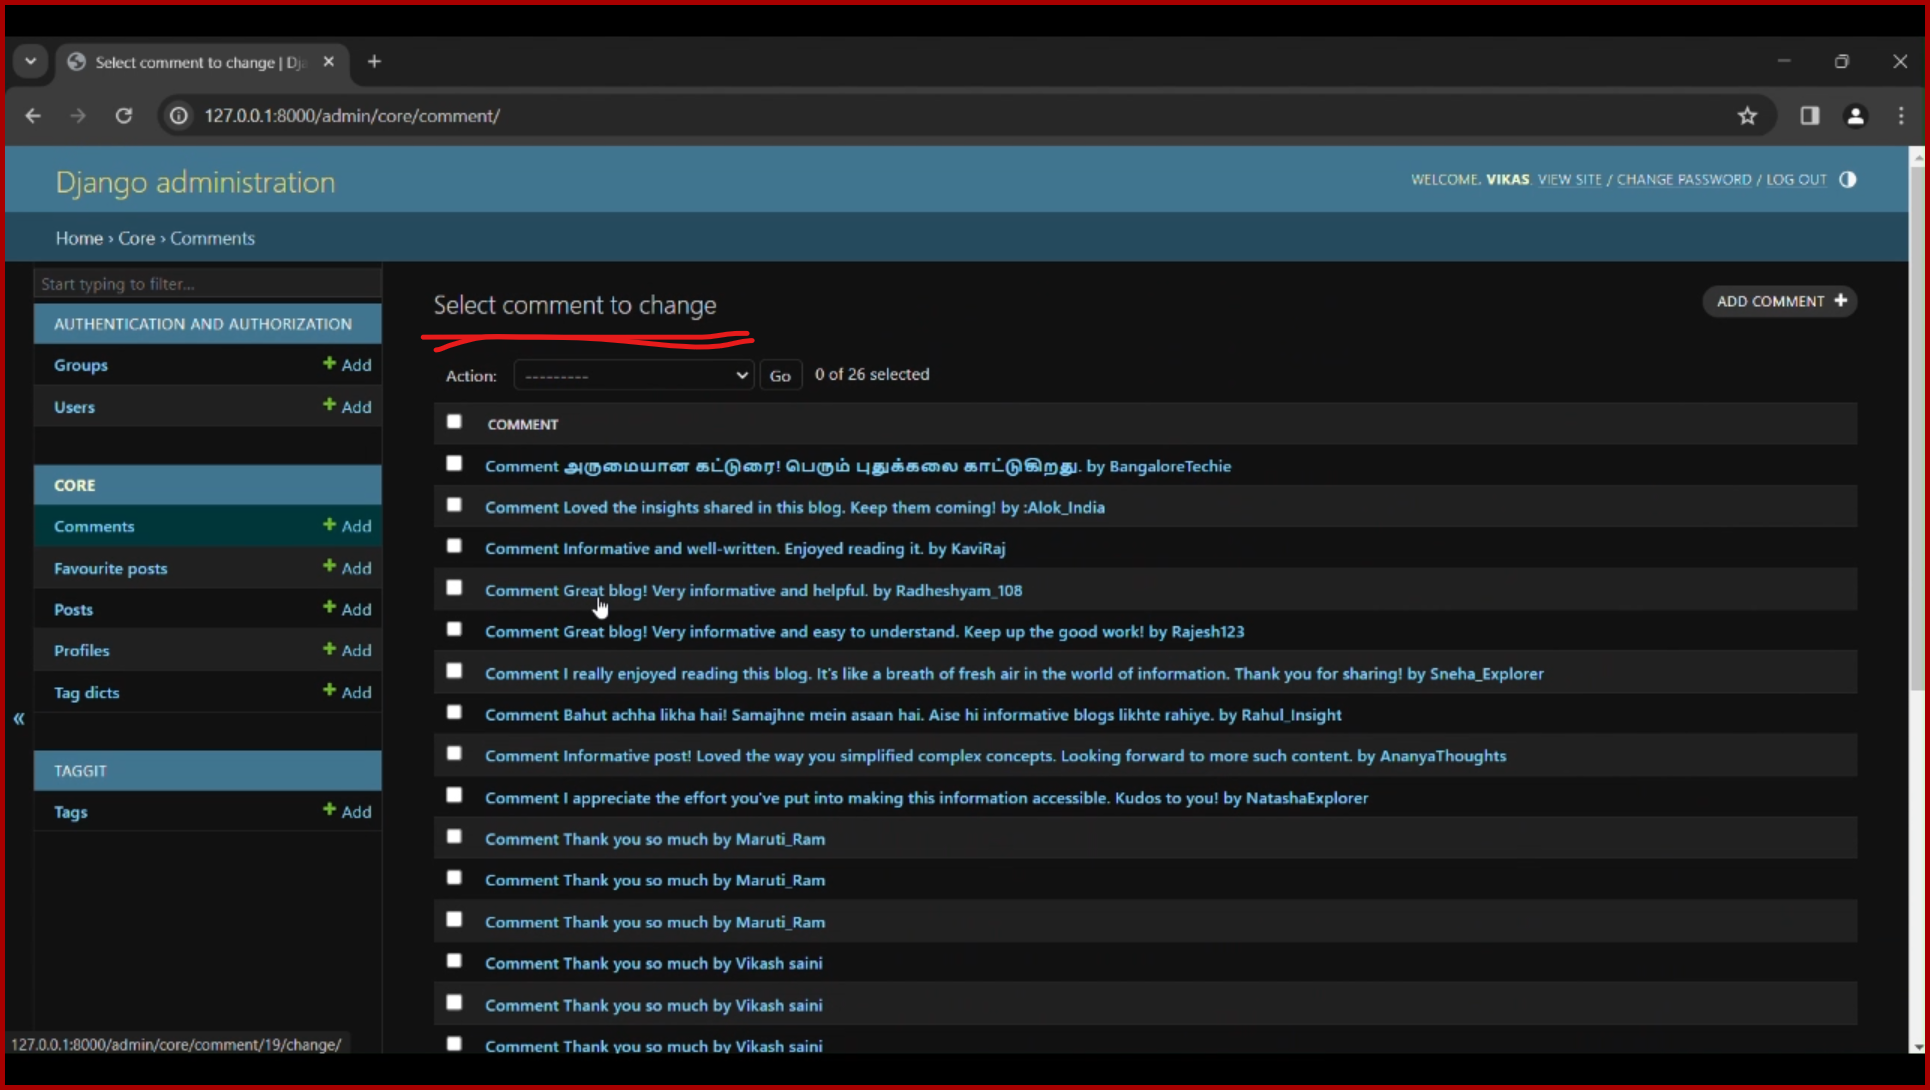 Select comment to change | Dj
127.0.0.1:8000/admin/core/comment/
Django administration
WELCOME, VIKAS. VIEW SITE / CHANGE PASSWORD / LOG OUT
Home › Core › Comments
Start typing to filter...
AUTHENTICATION AND AUTHORIZATION
Groups + Add
Users + Add
CORE
Comments + Add
Favourite posts + Add
Posts + Add
Profiles + Add
Tag dicts + Add
«
TAGGIT
Tags + Add
Select comment to change
ADD COMMENT +
Action: --------- Go 0 of 26 selected
COMMENT
Comment அருமையான கட்டுரை! பெரும் புதுக்கலை காட்டுகிறது. by BangaloreTechie
Comment Loved the insights shared in this blog. Keep them coming! by :Alok_India
Comment Informative and well-written. Enjoyed reading it. by KaviRaj
Comment Great blog! Very informative and helpful. by Radheshyam_108
Comment Great blog! Very informative and easy to understand. Keep up the good work! by Rajesh123
Comment I really enjoyed reading this blog. It's like a breath of fresh air in the world of information. Thank you for sharing! by Sneha_Explorer
Comment Bahut achha likha hai! Samajhne mein asaan hai. Aise hi informative blogs likhte rahiye. by Rahul_Insight
Comment Informative post! Loved the way you simplified complex concepts. Looking forward to more such content. by AnanyaThoughts
Comment I appreciate the effort you've put into making this information accessible. Kudos to you! by NatashaExplorer
Comment Thank you so much by Maruti_Ram
Comment Thank you so much by Maruti_Ram
Comment Thank you so much by Maruti_Ram
Comment Thank you so much by Vikash saini
Comment Thank you so much by Vikash saini
Comment Thank you so much by Vikash saini
127.0.0.1:8000/admin/core/comment/19/change/